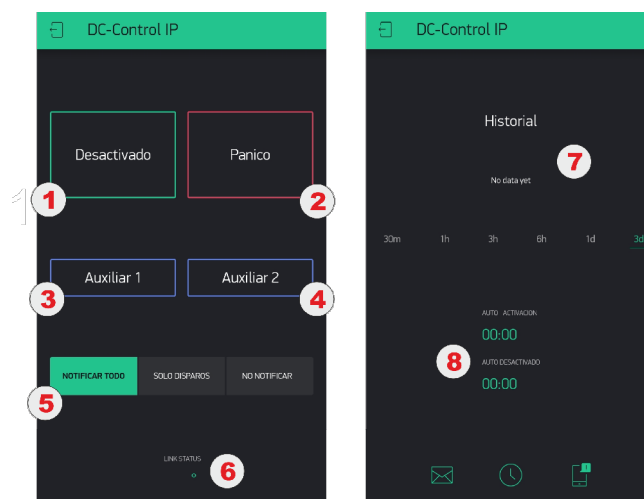 DC-Control IP
Desactivado
Panico
1
2
Auxiliar 1
Auxiliar 2
3
4
NOTIFICAR TODO
SOLO DISPAROS
NO NOTIFICAR
5
LINK STATUS
6
DC-Control IP
Historial
7
No data yet
30m 1h 3h 6h 1d 3d
AUTO ACTIVACION
00:00
8
AUTO DESACTIVADO
00:00
1